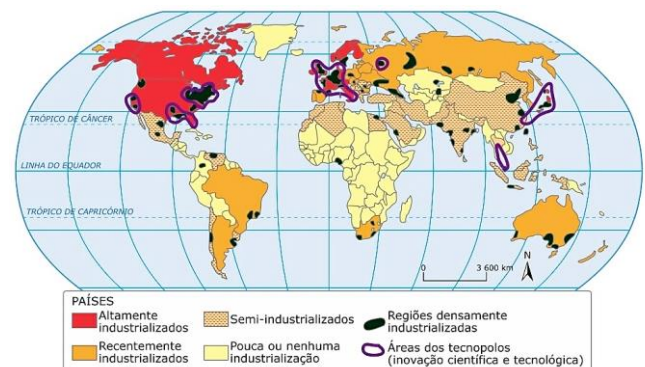 TRÓPICO DE CÂNCER
LINHA DO EQUADOR
TRÓPICO DE CAPRICÓRNIO
N
0 3 600 km
PAÍSES
Altamente industrializados
Semi-industrializados
Regiões densamente industrializadas
Recentemente industrializados
Pouca ou nenhuma industrialização
Áreas dos tecnopolos (inovação científica e tecnológica)